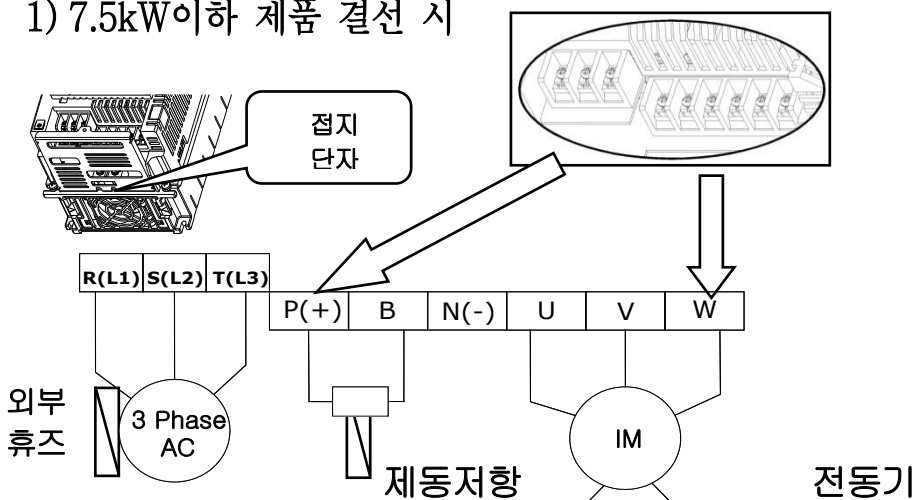 1) 7.5kW이하 제품 결선 시
접지
단자
R(L1) S(L2) T(L3)
P(+) B N(-) U V W
외부
휴즈
3 Phase
AC
IM
제동저항
전동기